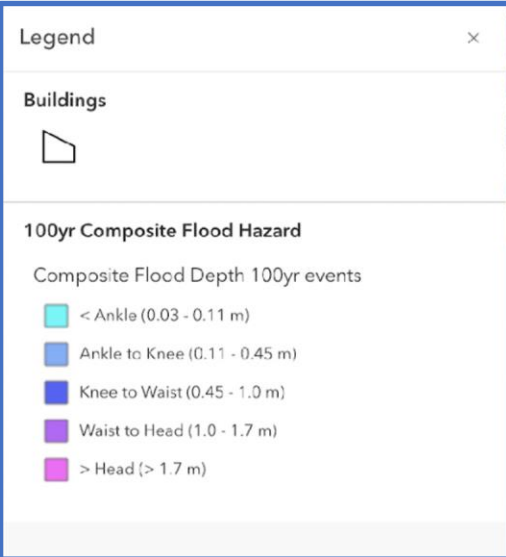 Legend ×
Buildings
100yr Composite Flood Hazard
Composite Flood Depth 100yr events
< Ankle (0.03 - 0.11 m)
Ankle to Knee (0.11 - 0.45 m)
Knee to Waist (0.45 - 1.0 m)
Waist to Head (1.0 - 1.7 m)
> Head (> 1.7 m)